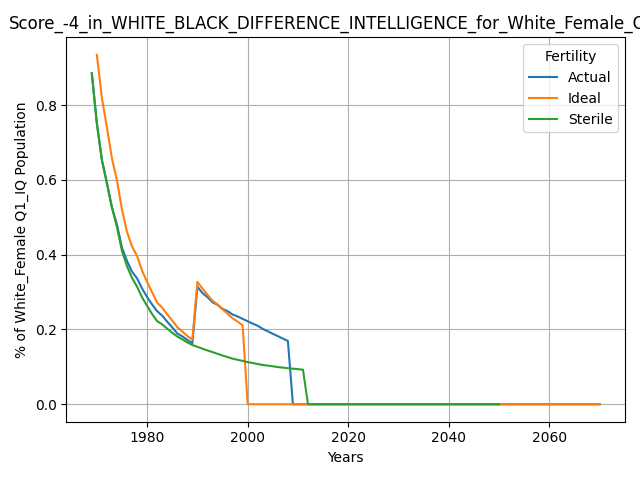 Score_-4_in_WHITE_BLACK_DIFFERENCE_INTELLIGENCE_for_White_Female_
% of White_Female Q1_IQ Population
Fertility
Actual
Ideal
Sterile
0.8
0.6
0.4
0.2
0.0
1980 2000 2020 2040 2060
Years